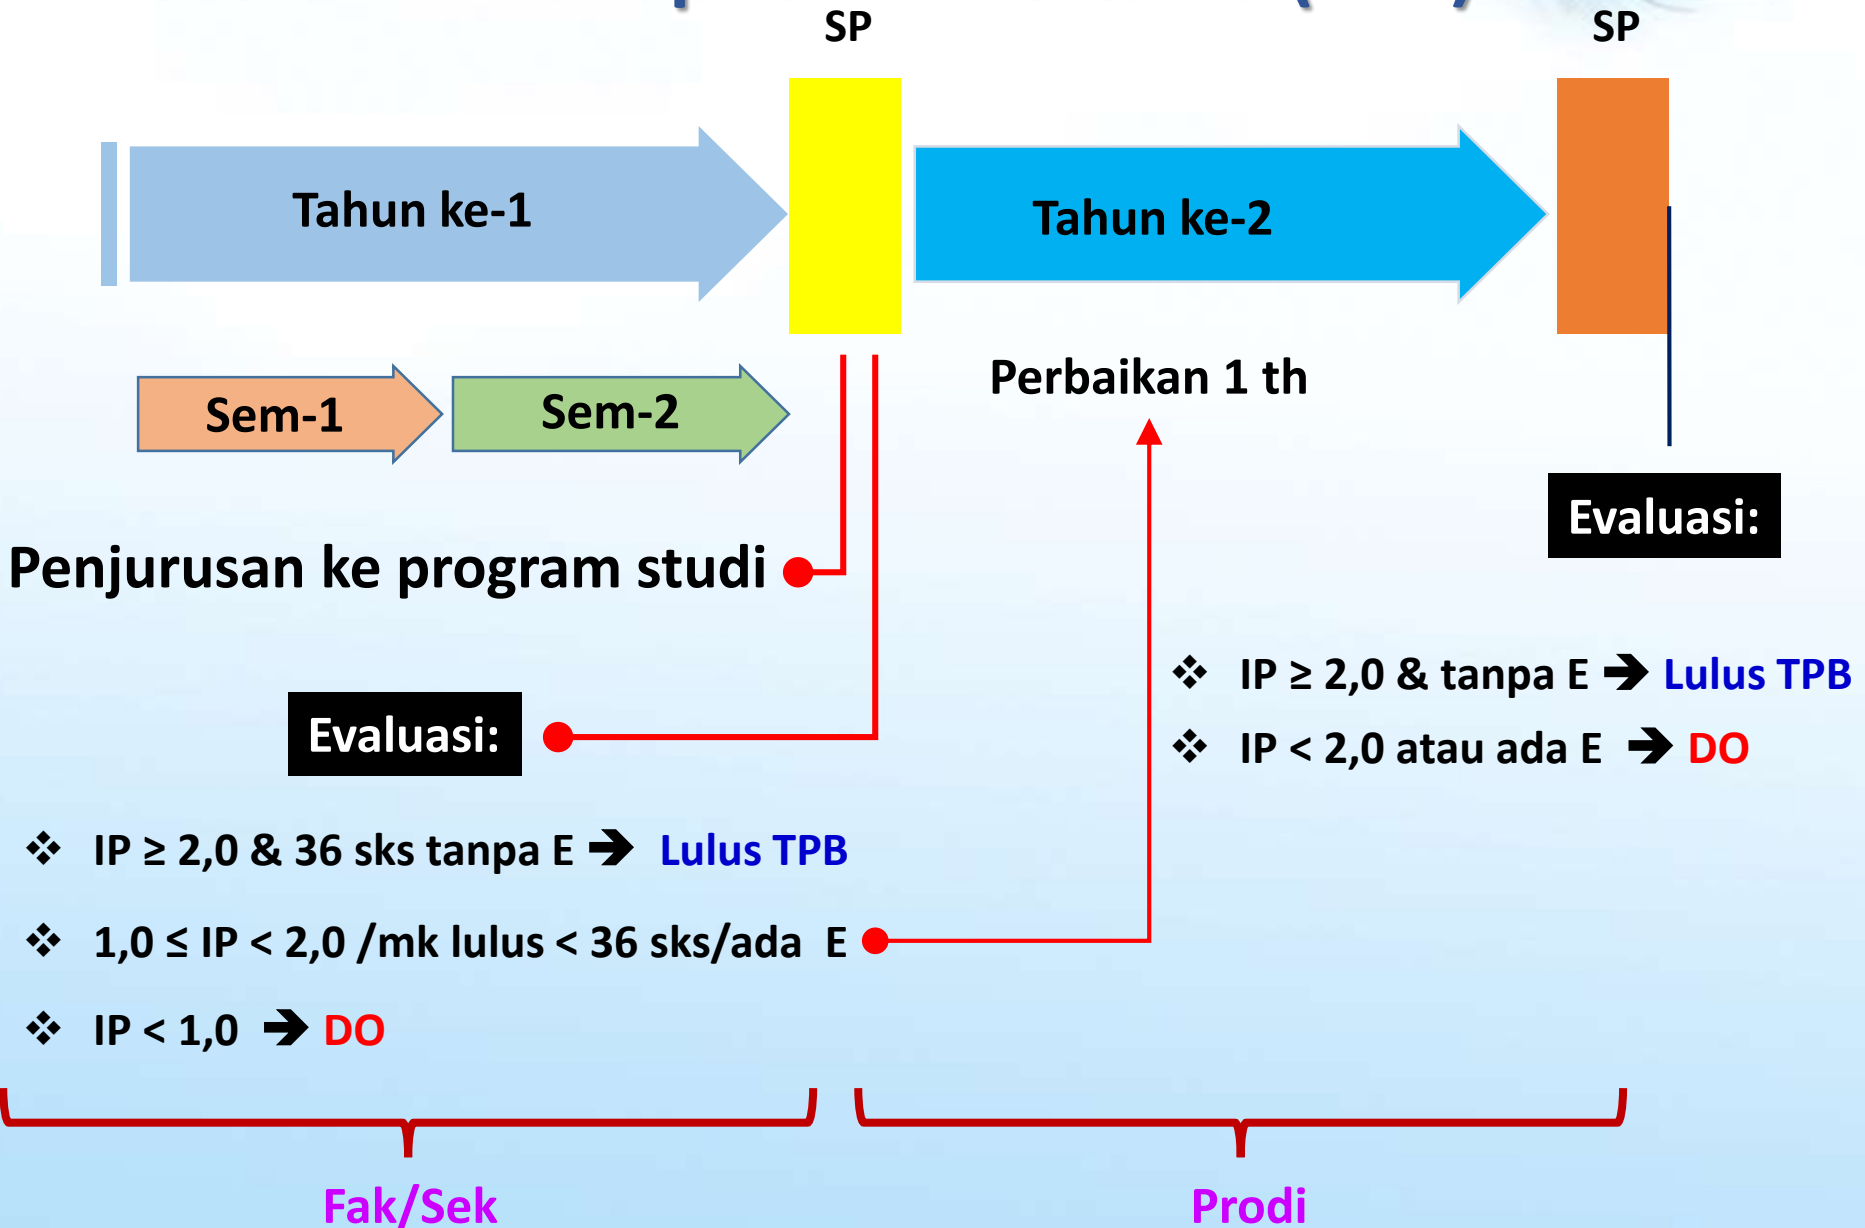 SP
SP
Tahun ke-1
Tahun ke-2
Sem-1
Sem-2
Perbaikan 1 th
Evaluasi:
Penjurusan ke program studi
❖ IP ≥ 2,0 & tanpa E ➔ Lulus TPB
❖ IP < 2,0 atau ada E ➔ DO
Evaluasi:
❖ IP ≥ 2,0 & 36 sks tanpa E ➔ Lulus TPB
❖ 1,0 ≤ IP < 2,0 /mk lulus < 36 sks/ada E
❖ IP < 1,0 ➔ DO
Fak/Sek
Prodi